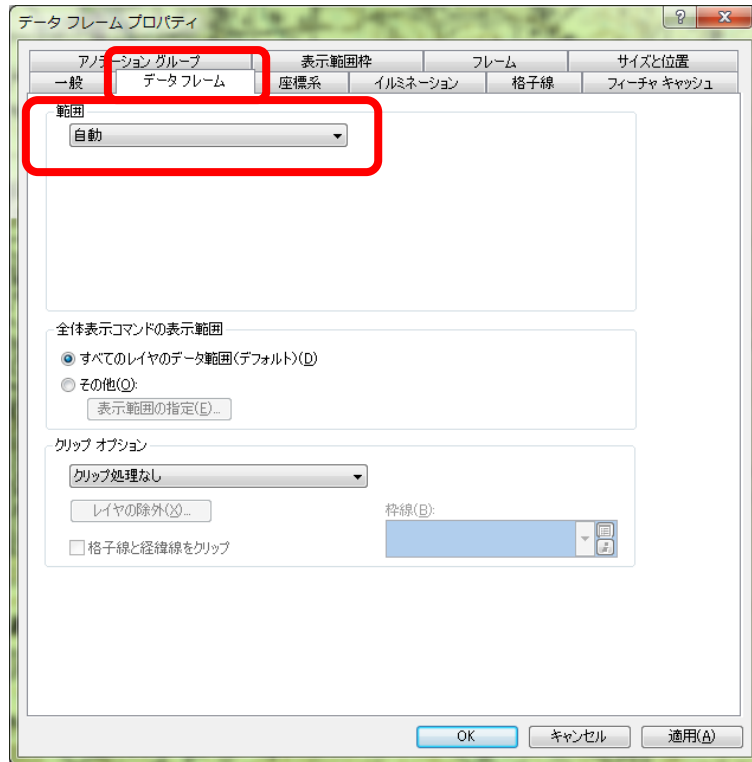 データ フレーム プロパティ
アノテーション グループ 表示範囲枠 フレーム サイズと位置
一般 データ フレーム 座標系 イルミネーション 格子線 フィーチャ キャッシュ
範囲
自動
全体表示コマンドの表示範囲
すべてのレイヤのデータ範囲(デフォルト)(D)
その他(O):
表示範囲の指定(E)...
クリップ オプション
クリップ処理なし
レイヤの除外(X)... 枠線(B):
格子線と経緯線をクリップ
OK キャンセル 適用(A)